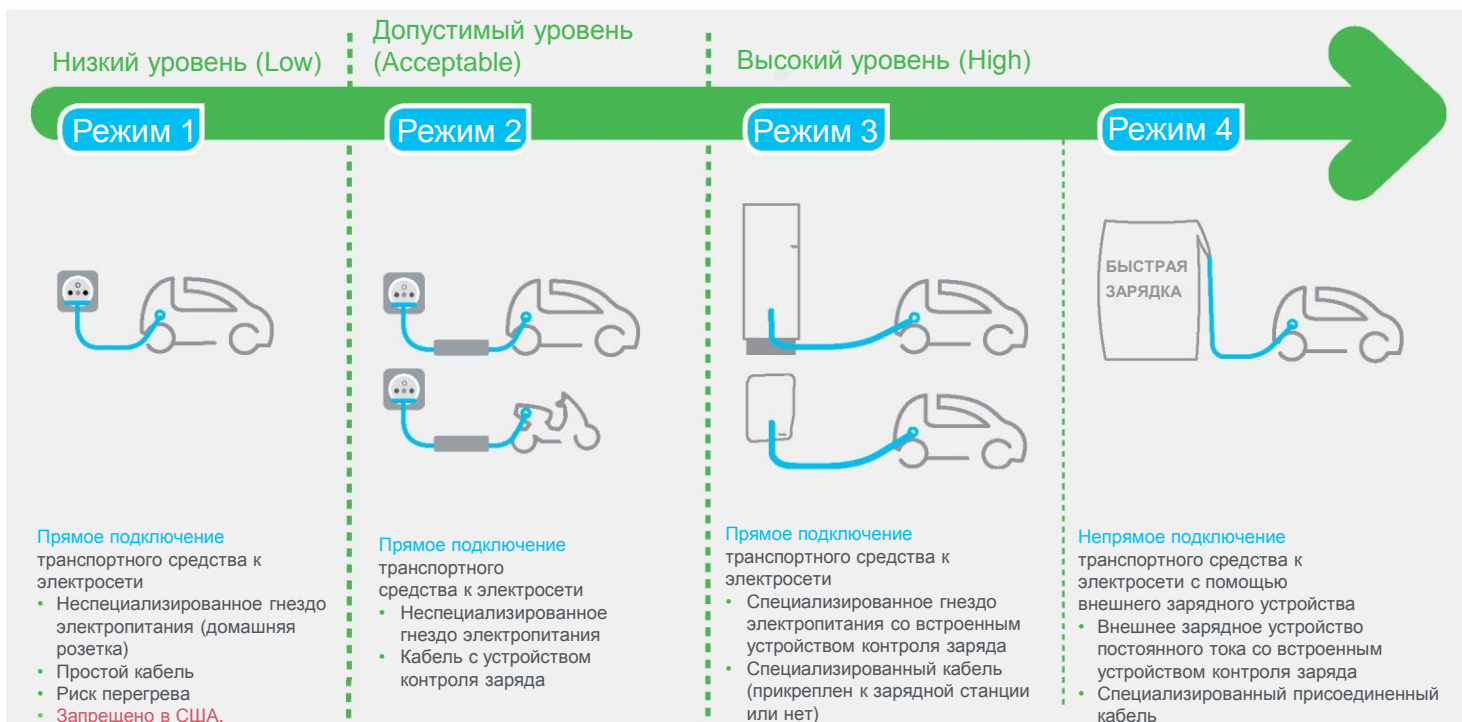 Низкий уровень (Low)
Допустимый уровень
(Acceptable)
Высокий уровень (High)
Режим 1
Режим 2
Режим 3
Режим 4
БЫСТРАЯ
ЗАРЯДКА
Прямое подключение
транспортного средства к
электросети
• Неспециализированное гнездо
электропитания (домашняя
розетка)
• Простой кабель
• Риск перегрева
• Запрещено в США.
Прямое подключение
транспортного
средства к электросети
• Неспециализированное
гнездо электропитания
• Кабель с устройством
контроля заряда
Прямое подключение
транспортного средства к
электросети
• Специализированное гнездо
электропитания со встроенным
устройством контроля заряда
• Специализированный кабель
(прикреплен к зарядной станции
или нет)
Непрямое подключение
транспортного средства к
электросети с помощью
внешнего зарядного устройства
• Внешнее зарядное устройство
постоянного тока со встроенным
устройством контроля заряда
• Специализированный присоединенный
кабель